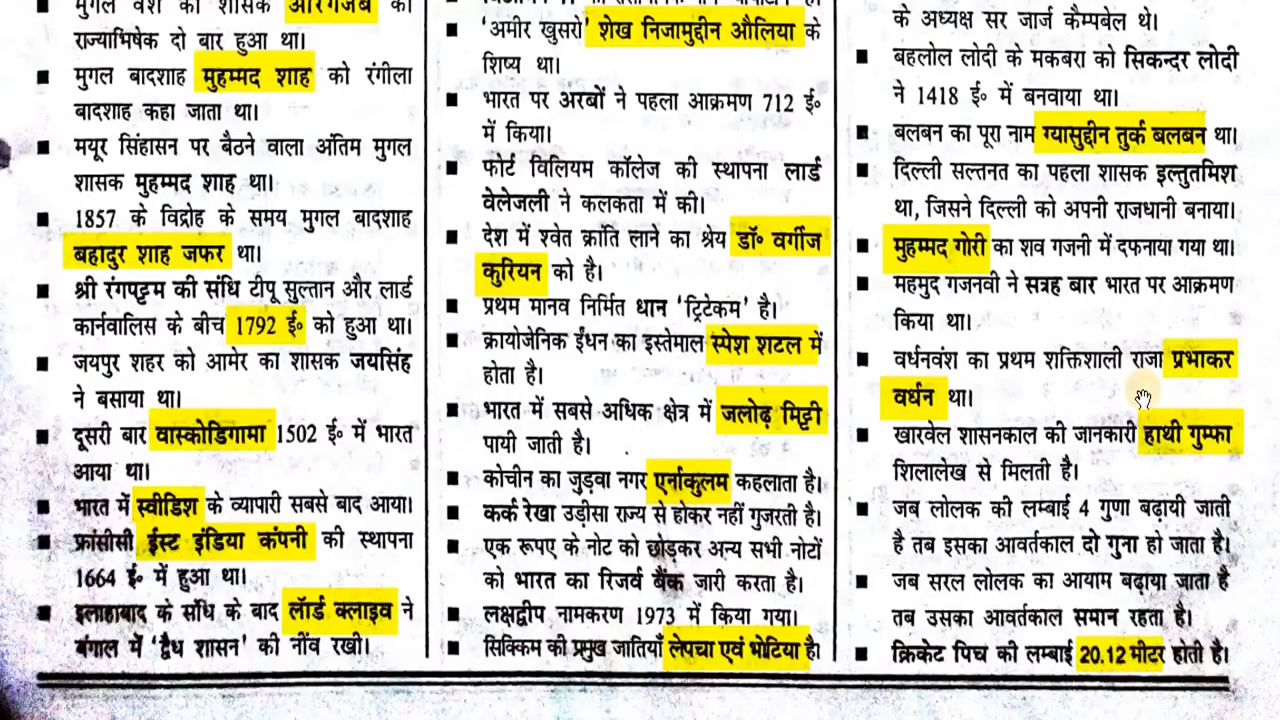 मुगल वंश का शासक औरंगजेब का
राज्याभिषेक दो बार हुआ था।
■ मुगल बादशाह मुहम्मद शाह को रंगीला
बादशाह कहा जाता था।
■ मयूर सिंहासन पर बैठने वाला अंतिम मुगल
शासक मुहम्मद शाह था।
■ 1857 के विद्रोह के समय मुगल बादशाह
बहादुर शाह जफर था।
■ श्री रंगपट्टम की संधि टीपू सुल्तान और लार्ड
कार्नवालिस के बीच 1792 ई॰ को हुआ था।
■ जयपुर शहर को आमेर का शासक जयसिंह
ने बसाया था।
■ दूसरी बार वास्कोडिगामा 1502 ई॰ में भारत
आया था।
■ भारत में स्वीडिश के व्यापारी सबसे बाद आया।
■ फ्रांसीसी ईस्ट इंडिया कंपनी की स्थापना
1664 ई॰ में हुआ था।
■ इलाहाबाद के संधि के बाद लॉर्ड क्लाइव ने
बंगाल में ‘द्वैध शासन’ की नींव रखी।
■ ‘अमीर खुसरो’ शेख निजामुद्दीन औलिया के
शिष्य था।
■ भारत पर अरबों ने पहला आक्रमण 712 ई॰
में किया।
■ फोर्ट विलियम कॉलेज की स्थापना लार्ड
वेलेजली ने कलकता में की।
■ देश में श्वेत क्रांति लाने का श्रेय डॉ॰ वर्गीज
कुरियन को है।
■ प्रथम मानव निर्मित धान ‘ट्रिटेकम’ है।
■ क्रायोजेनिक ईंधन का इस्तेमाल स्पेश शटल में
होता है।
■ भारत में सबसे अधिक क्षेत्र में जलोढ़ मिट्टी
पायी जाती है।
■ कोचीन का जुड़वा नगर एर्नाकुलम कहलाता है।
■ कर्क रेखा उड़ीसा राज्य से होकर नहीं गुजरती है।
■ एक रूपए के नोट को छोड़कर अन्य सभी नोटों
को भारत का रिजर्व बैंक जारी करता है।
■ लक्षद्वीप नामकरण 1973 में किया गया।
■ सिक्किम की प्रमुख जातियाँ लेपचा एवं भोटिया है।
के अध्यक्ष सर जार्ज कैम्पबेल थे।
■ बहलोल लोदी के मकबरा को सिकन्दर लोदी
ने 1418 ई॰ में बनवाया था।
■ बलबन का पूरा नाम ग्यासुद्दीन तुर्क बलबन था।
■ दिल्ली सल्तनत का पहला शासक इल्तुतमिश
था, जिसने दिल्ली को अपनी राजधानी बनाया।
■ मुहम्मद गोरी का शव गजनी में दफनाया गया था।
■ महमुद गजनवी ने सत्रह बार भारत पर आक्रमण
किया था।
■ वर्धनवंश का प्रथम शक्तिशाली राजा प्रभाकर
वर्धन था।
■ खारवेल शासनकाल की जानकारी हाथी गुम्फा
शिलालेख से मिलती है।
■ जब लोलक की लम्बाई 4 गुणा बढ़ायी जाती
है तब इसका आवर्तकाल दो गुना हो जाता है।
■ जब सरल लोलक का आयाम बढ़ाया जाता है
तब उसका आवर्तकाल समान रहता है।
■ क्रिकेट पिच की लम्बाई 20.12 मीटर होती है।